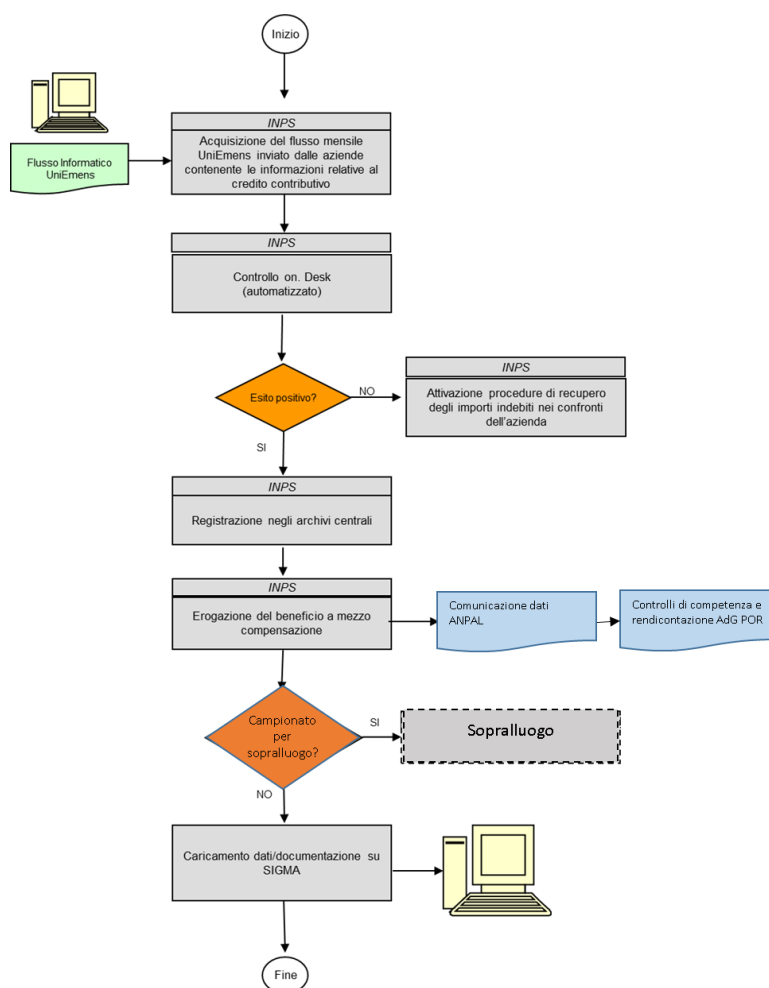 Inizio
INPS
Acquisizione del flusso mensile
UniEmens inviato dalle aziende
contenente le informazioni relative al
credito contributivo
Flusso Informatico
UniEmens
INPS
Controllo on. Desk
(automatizzato)
Esito positivo?
NO
INPS
Attivazione procedure di recupero
degli importi indebiti nei confronti
dell'azienda
SI
INPS
Registrazione negli archivi centrali
INPS
Erogazione del beneficio a mezzo
compensazione
Comunicazione dati
ANPAL
Controlli di competenza e
rendicontazione AdG POR
Campionato
per
sopralluogo?
SI
Sopralluogo
NO
Caricamento dati/documentazione su
SIGMA
Fine